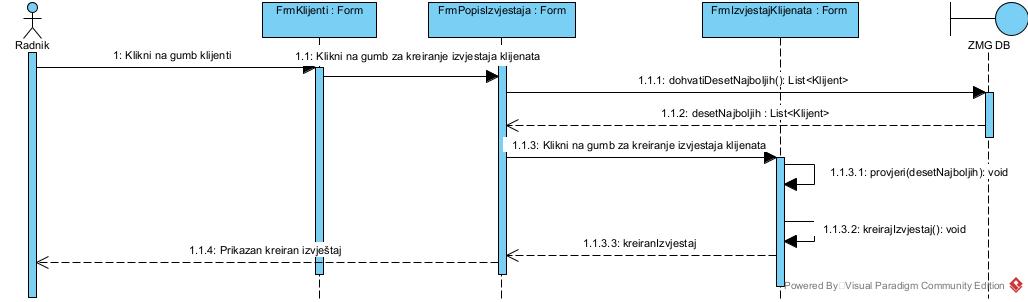 FrmKlijenti : Form
FrmPopisIzvjestaja : Form
FrmIzvjestajKlijenata : Form
Radnik
ZMG DB
1: Klikni na gumb klijenti
1.1: Klikni na gumb za kreiranje izvjestaja klijenata
1.1.1: dohvatiDesetNajboljih(): List<Klijent>
1.1.2: desetNajboljih : List<Klijent>
1.1.3: Klikni na gumb za kreiranje izvjestaja klijenata
1.1.3.1: provjeri(desetNajboljih): void
1.1.3.2: kreirajIzvjestaj(): void
1.1.3.3: kreiranIzvjestaj
1.1.4: Prikazan kreiran izvještaj
Powered By Visual Paradigm Community Edition